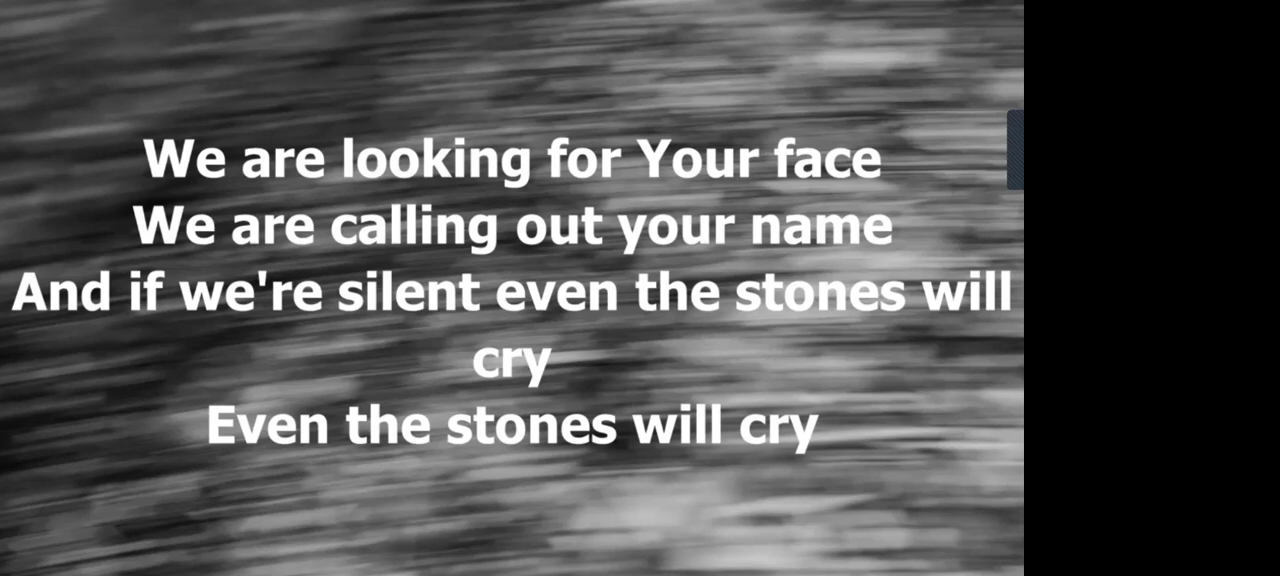 We are looking for Your face
We are calling out your name
And if we're silent even the stones will
cry
Even the stones will cry